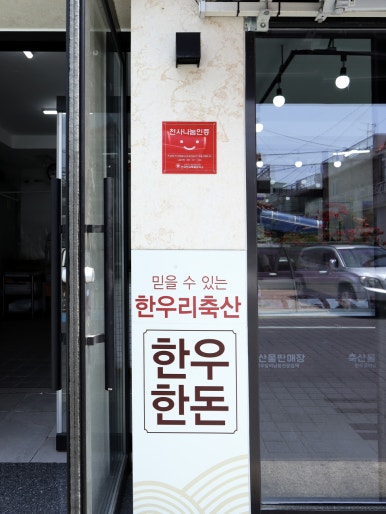 천사나눔인증
믿을 수 있는
한우리축산
한우
한돈
산물판매장
축산물